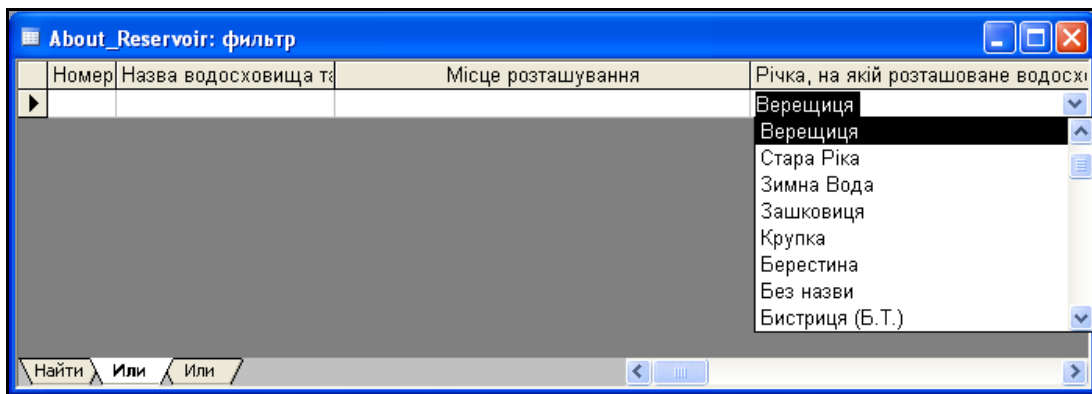 About_Reservoir: фильтр
Номер Назва водосховища та Місце розташування Річка, на якій розташоване водосхо
Верещиця
Верещиця
Стара Ріка
Зимна Вода
Зашковиця
Крупка
Берестина
Без назви
Бистриця (Б.Т.)
Найти Или Или